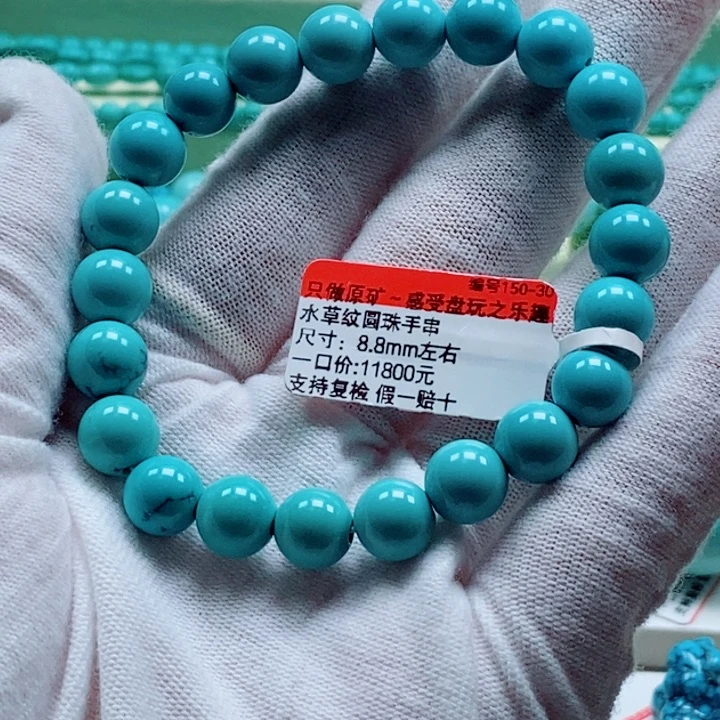 编号150-30
只做原矿~感受盘玩之乐趣
水草纹圆珠手串
尺寸：8.8mm左右
一口价:11800元
支持复检 假一赔十